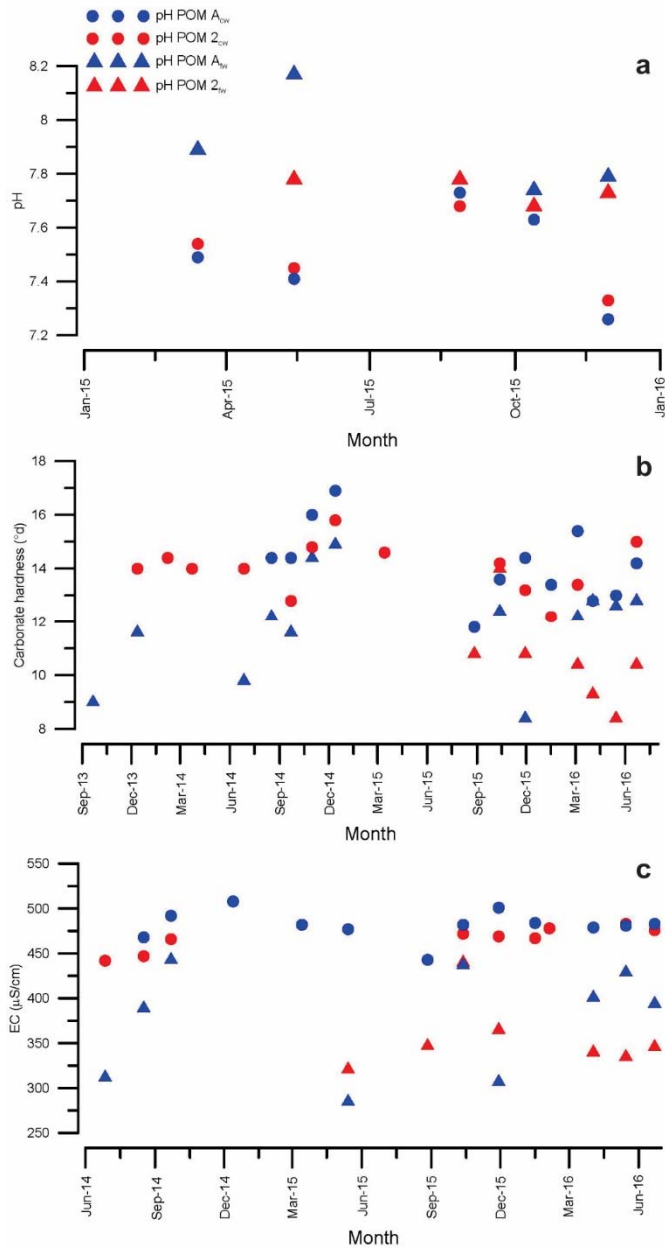 pH POM Acw
pH POM 2cw
pH POM Afw
pH POM 2fw
a
8.2
8
7.8
7.6
7.4
7.2
pH
Jan-15
Apr-15
Jul-15
Oct-15
Jan-16
Month
b
18
16
14
12
10
8
Carbonate hardness (°d)
Sep-13
Dec-13
Mar-14
Jun-14
Sep-14
Dec-14
Mar-15
Jun-15
Sep-15
Dec-15
Mar-16
Jun-16
Month
c
550
500
450
400
350
300
250
EC (µS/cm)
Jun-14
Sep-14
Dec-14
Mar-15
Jun-15
Sep-15
Dec-15
Mar-16
Jun-16
Month